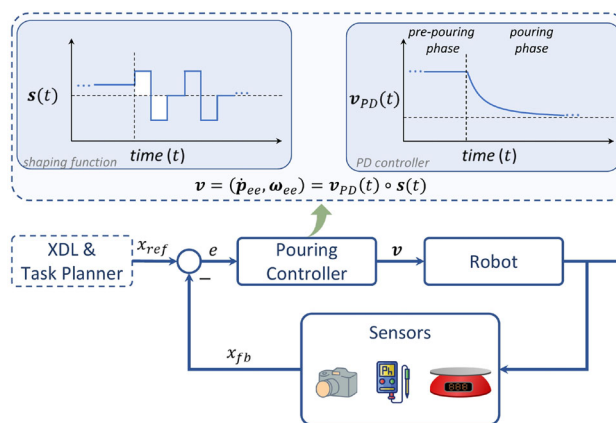 pre-pouring phase
pouring phase
s(t)
time (t)
shaping function
v_PD(t)
time (t)
PD controller
v = (ṗ_ee, ω_ee) = v_PD(t) ∘ s(t)
XDL &
Task Planner
x_ref
e
−
Pouring
Controller
v
Robot
Sensors
x_fb
Ph